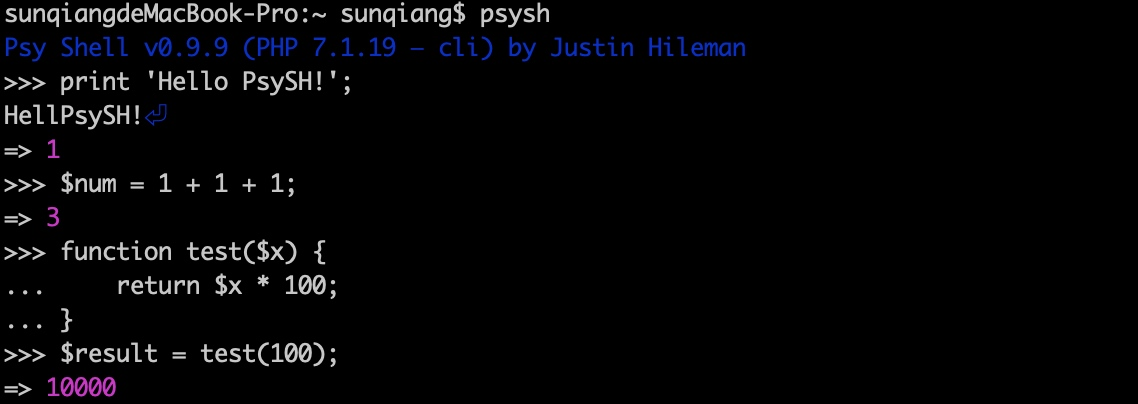 sunqiangdeMacBook-Pro:~ sunqiang$ psysh
Psy Shell v0.9.9 (PHP 7.1.19 — cli) by Justin Hileman
>>> print 'Hello PsySH!';
HellPsySH!⏎
=> 1
>>> $num = 1 + 1 + 1;
=> 3
>>> function test($x) {
...     return $x * 100;
... }
>>> $result = test(100);
=> 10000